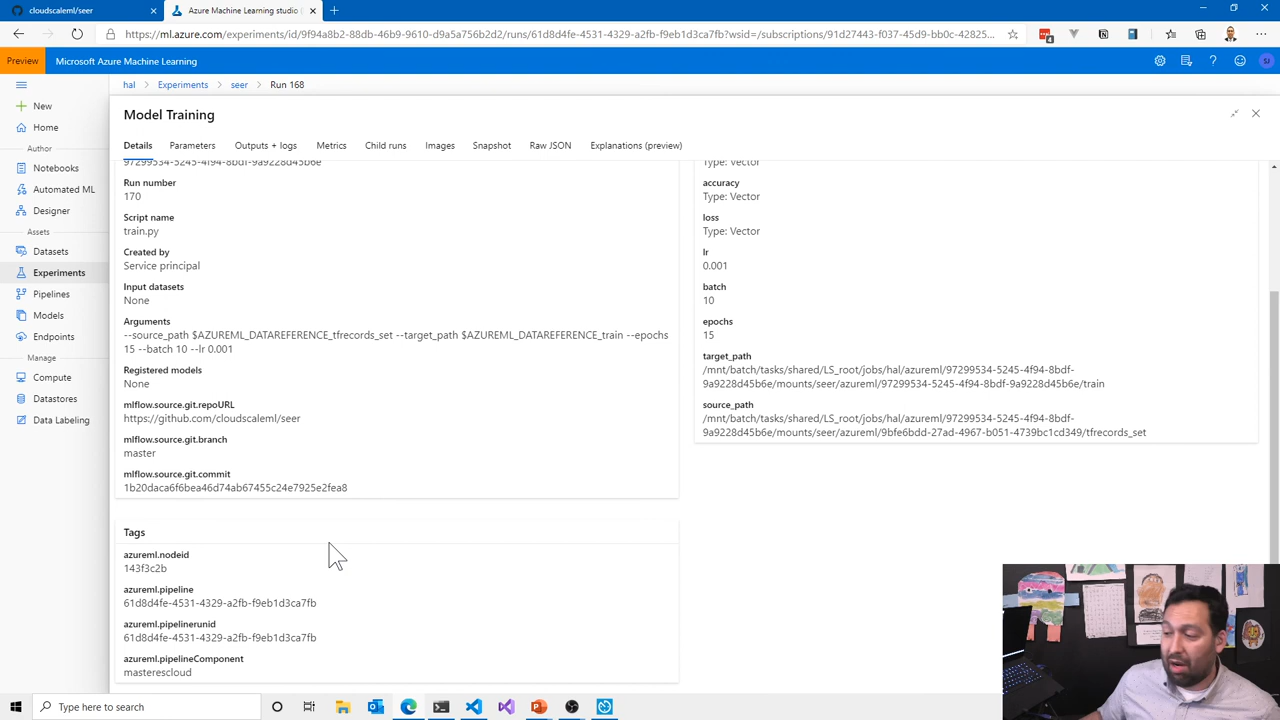 cloudscaleml/seer
Azure Machine Learning studio (
https://ml.azure.com/experiments/id/9f94a8b2-88db-46b9-9610-d9a5a756b2d2/runs/61d8d4fe-4531-4329-a2fb-f9eb1d3ca7fb?wsid=/subscriptions/91d27443-f037-45d9-bb0c-42825...
Preview
Microsoft Azure Machine Learning
hal > Experiments > seer > Run 168
New
Home
Author
Notebooks
Automated ML
Designer
Assets
Datasets
Experiments
Pipelines
Models
Endpoints
Manage
Compute
Datastores
Data Labeling
Model Training
Details Parameters Outputs + logs Metrics Child runs Images Snapshot Raw JSON Explanations (preview)
97299534-5245-4f94-8bdf-9a9228d45b6e
Run number
170
Script name
train.py
Created by
Service principal
Input datasets
None
Arguments
--source_path $AZUREML_DATAREFERENCE_tfrecords_set --target_path $AZUREML_DATAREFERENCE_train --epochs
15 --batch 10 --lr 0.001
Registered models
None
mlflow.source.git.repoURL
https://github.com/cloudscaleml/seer
mlflow.source.git.branch
master
mlflow.source.git.commit
1b20daca6f6bea46d74ab67455c24e7925e2fea8
Tags
azureml.nodeid
143f3c2b
azureml.pipeline
61d8d4fe-4531-4329-a2fb-f9eb1d3ca7fb
azureml.pipelinerunid
61d8d4fe-4531-4329-a2fb-f9eb1d3ca7fb
azureml.pipelineComponent
masterescloud
Type: Vector
accuracy
Type: Vector
loss
Type: Vector
lr
0.001
batch
10
epochs
15
target_path
/mnt/batch/tasks/shared/LS_root/jobs/hal/azureml/97299534-5245-4f94-8bdf-
9a9228d45b6e/mounts/seer/azureml/97299534-5245-4f94-8bdf-9a9228d45b6e/train
source_path
/mnt/batch/tasks/shared/LS_root/jobs/hal/azureml/97299534-5245-4f94-8bdf-
9a9228d45b6e/mounts/seer/azureml/9bfe6bdd-27ad-4967-b051-4739bc1cd349/tfrecords_set
Type here to search